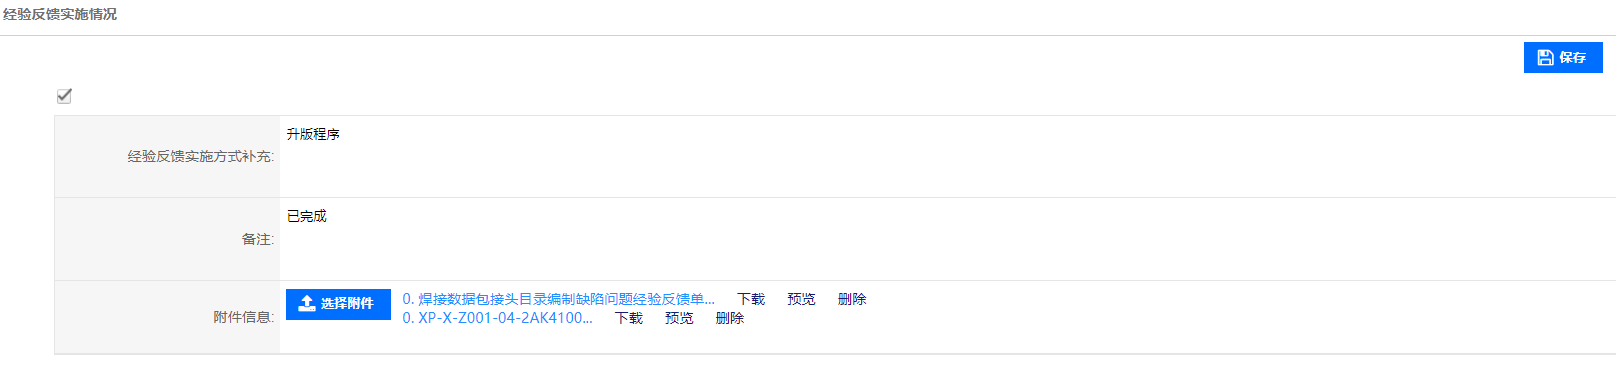 经验反馈实施情况
保存
经验反馈实施方式补充:
升版程序
备注:
已完成
附件信息:
选择附件
0. 焊接数据包接头目录编制缺陷问题经验反馈单... 下载 预览 删除
0. XP-X-Z001-04-2AK4100... 下载 预览 删除